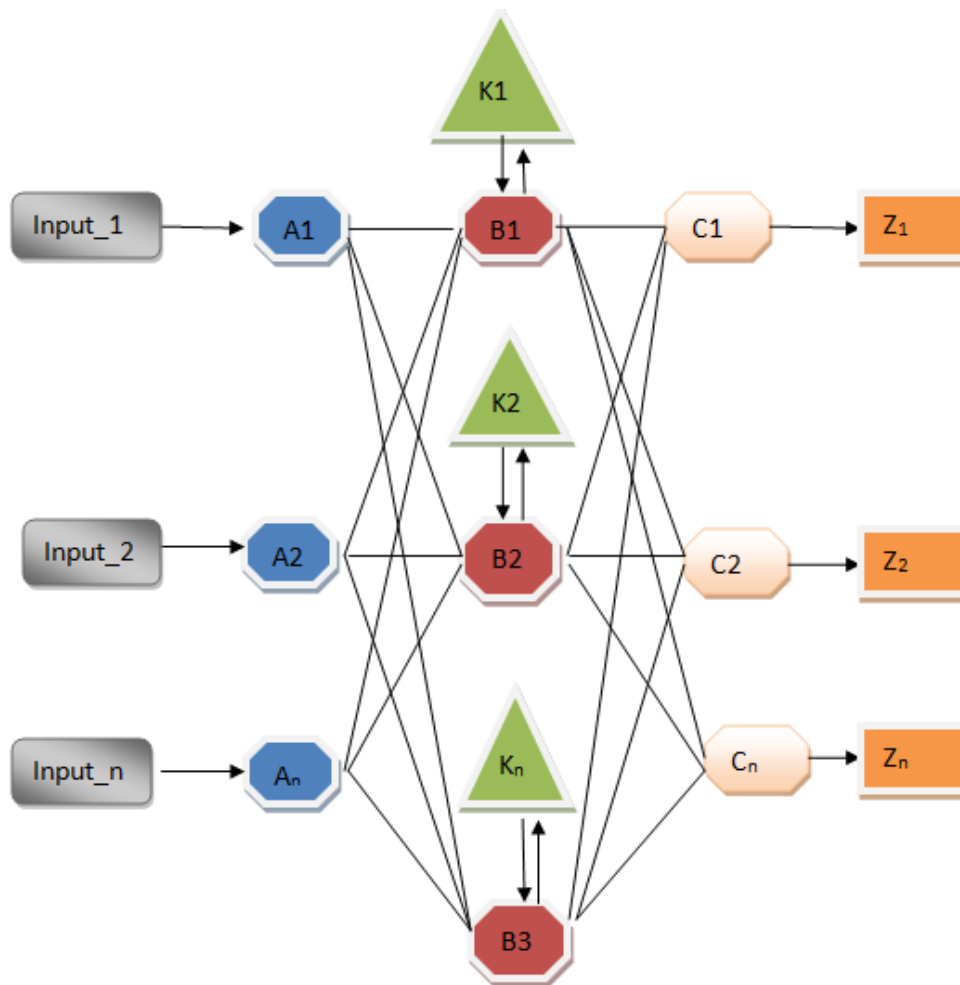 K1
Input_1
A1
B1
C1
Z₁
K2
Input_2
A2
B2
C2
Z₂
Kₙ
Input_n
Aₙ
Cₙ
Zₙ
B3